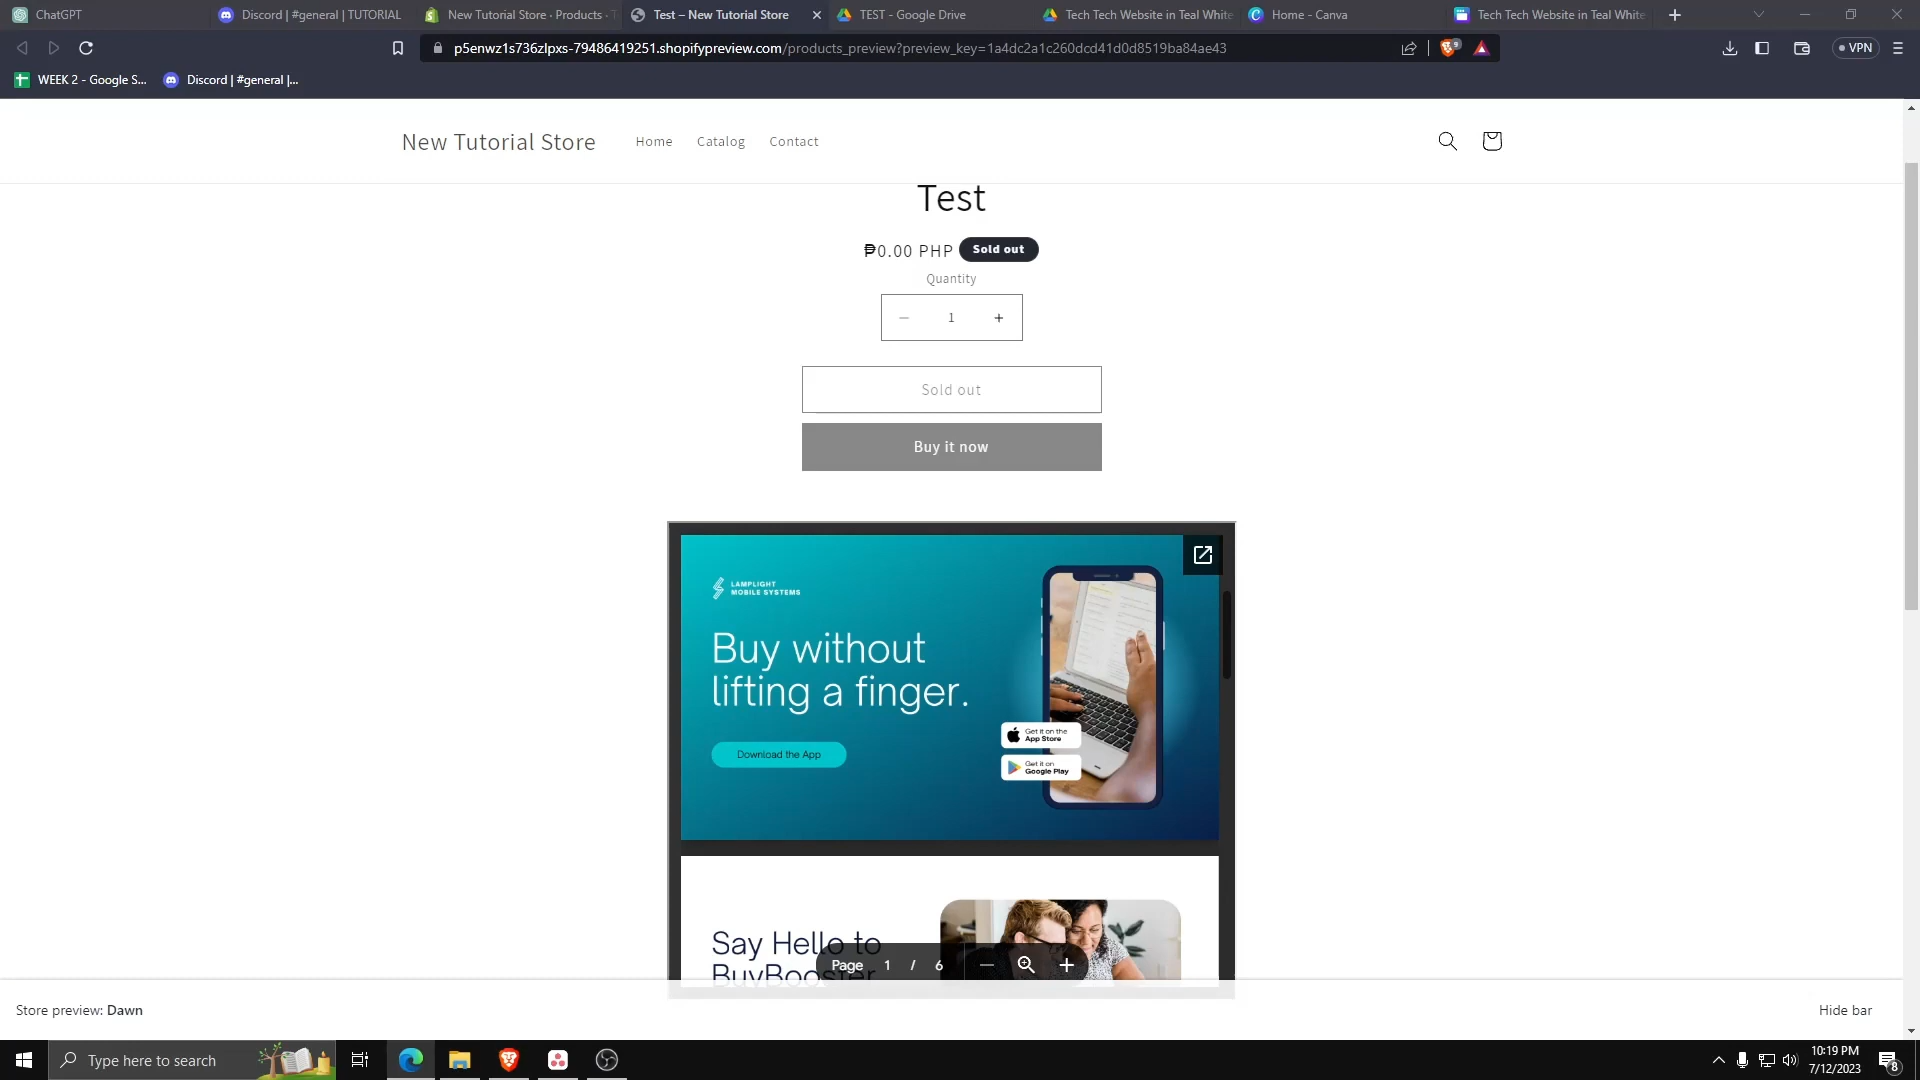 ChatGPT
Discord | #general | TUTORIAL
New Tutorial Store · Products · T
Test – New Tutorial Store
TEST - Google Drive
Tech Tech Website in Teal White
Home - Canva
Tech Tech Website in Teal White
p5enwz1s736zlpxs-79486419251.shopifypreview.com/products_preview?preview_key=1a4dc2a1c260dcd41d0d8519ba84ae43
9
VPN
WEEK 2 - Google S...
Discord | #general |...
New Tutorial Store
Home
Catalog
Contact
Test
₱0.00 PHP
Sold out
Quantity
1
Sold out
Buy it now
LAMPLIGHT
MOBILE SYSTEMS
Buy without
lifting a finger.
Download the App
Get it on the
App Store
Get it on
Google Play
Say Hello to
BuyBooster
Page 1 / 6
Store preview: Dawn
Hide bar
Type here to search
10:19 PM
7/12/2023
8